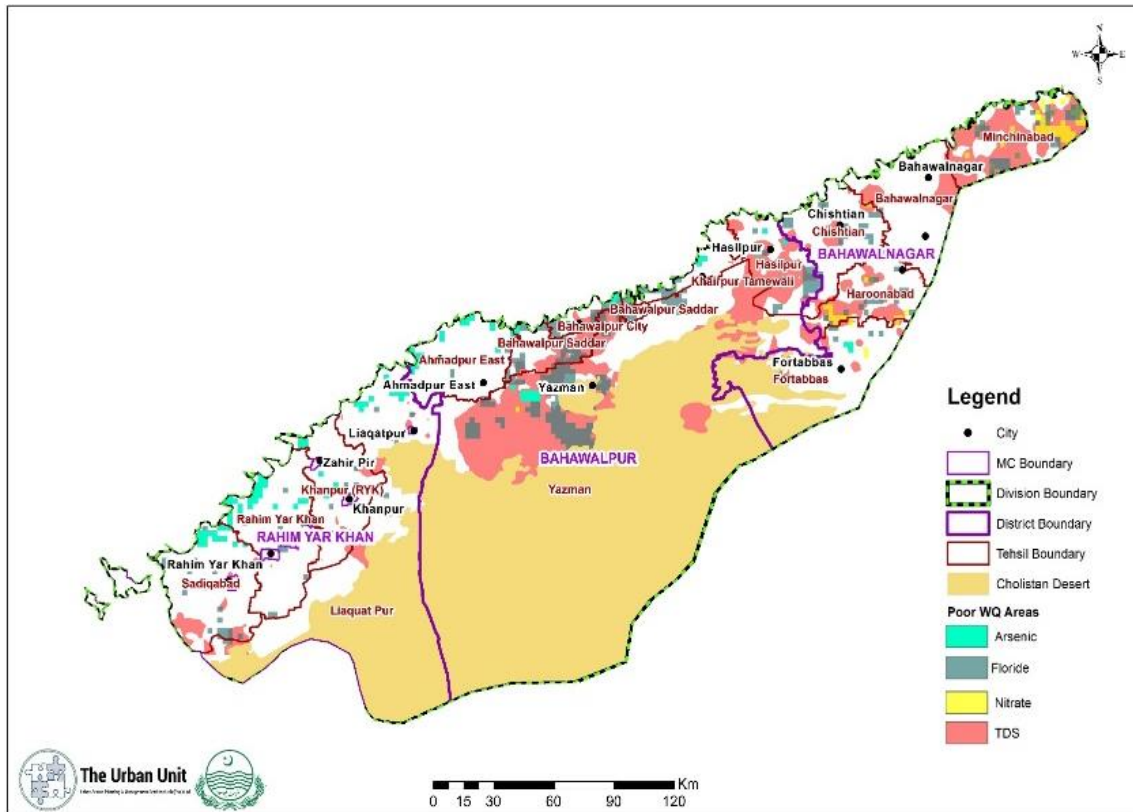 N
W E
S
Minchinabad
Bahawalnagar
Bahawalnagar
Chishtian
Chishtian
BAHAWALNAGAR
Hasilpur
Hasilpur
Khairpur Tamewali
Haroonabad
Bahawalpur Saddar
Bahawalpur City
Bahawalpur Saddar
Ahmadpur East
Ahmadpur East
Fortabbas
Fortabbas
Yazman
Liaqatpur
BAHAWALPUR
Zahir Pir
Khanpur (RYK)
Yazman
Khanpur
Rahim Yar Khan
RAHIM YAR KHAN
Rahim Yar Khan
Sadiqabad
Liaquat Pur
Legend
City
MC Boundary
Division Boundary
District Boundary
Tehsil Boundary
Cholistan Desert
Poor WQ Areas
Arsenic
Floride
Nitrate
TDS
The Urban Unit
Km
0 15 30 60 90 120